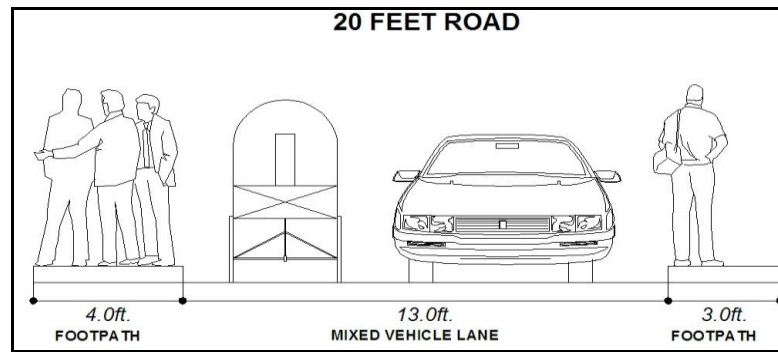 20 FEET ROAD
4.0ft. 13.0ft. 3.0ft.
FOOTPATH MIXED VEHICLE LANE FOOTPATH